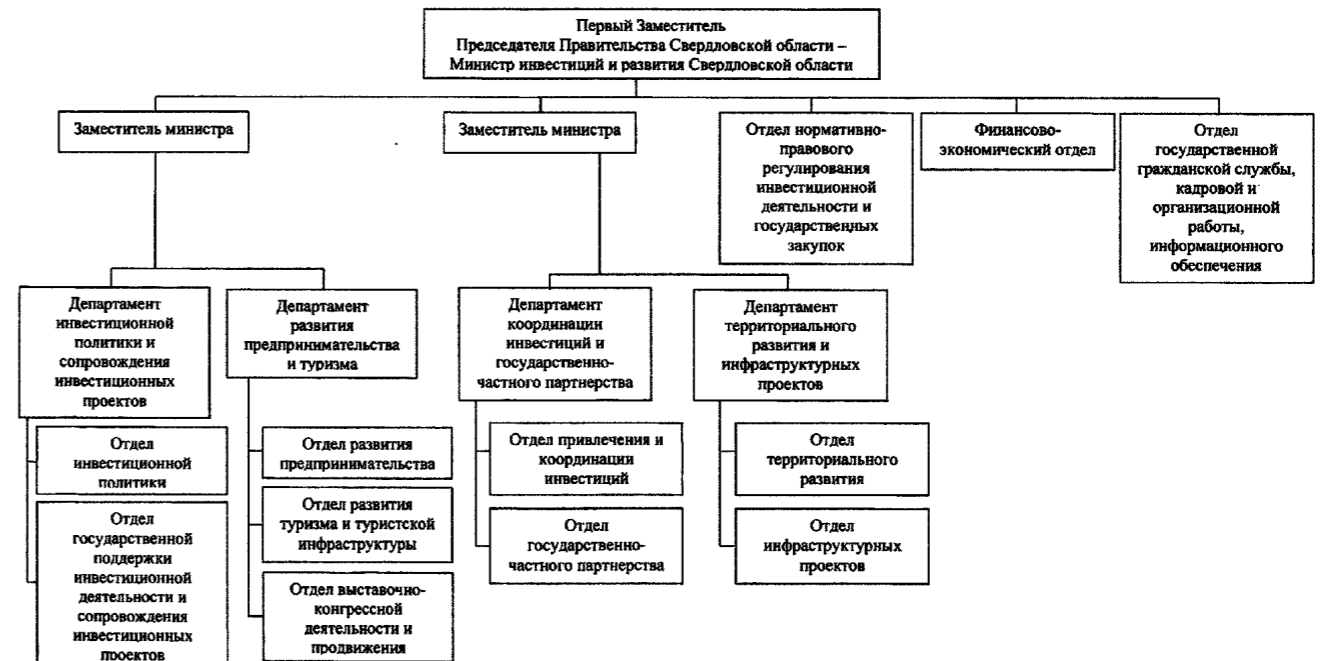 Первый Заместитель
Председателя Правительства Свердловской области –
Министр инвестиций и развития Свердловской области
Заместитель министра
Заместитель министра
Отдел нормативно-
правового
регулирования
инвестиционной
деятельности и
государственных
закупок
Финансово-
экономический отдел
Отдел
государственной
гражданской службы,
кадровой и
организационной
работы,
информационного
обеспечения
Департамент
инвестиционной
политики и
сопровождения
инвестиционных
проектов
Департамент
развития
предпринимательства
и туризма
Департамент
координации
инвестиций и
государственно-
частного партнерства
Департамент
территориального
развития и
инфраструктурных
проектов
Отдел
инвестиционной
политики
Отдел
государственной
поддержки
инвестиционной
деятельности и
сопровождения
инвестиционных
проектов
Отдел развития
предпринимательства
Отдел развития
туризма и туристской
инфраструктуры
Отдел выставочно-
конгрессной
деятельности и
продвижения
Отдел привлечения и
координации
инвестиций
Отдел
государственно-
частного партнерства
Отдел
территориального
развития
Отдел
инфраструктурных
проектов